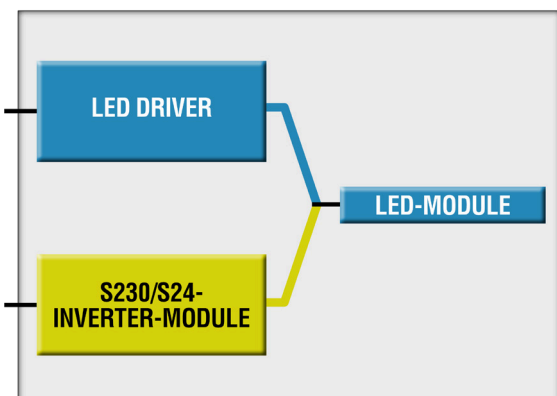 LED DRIVER
LED-MODULE
S230/S24-
INVERTER-MODULE